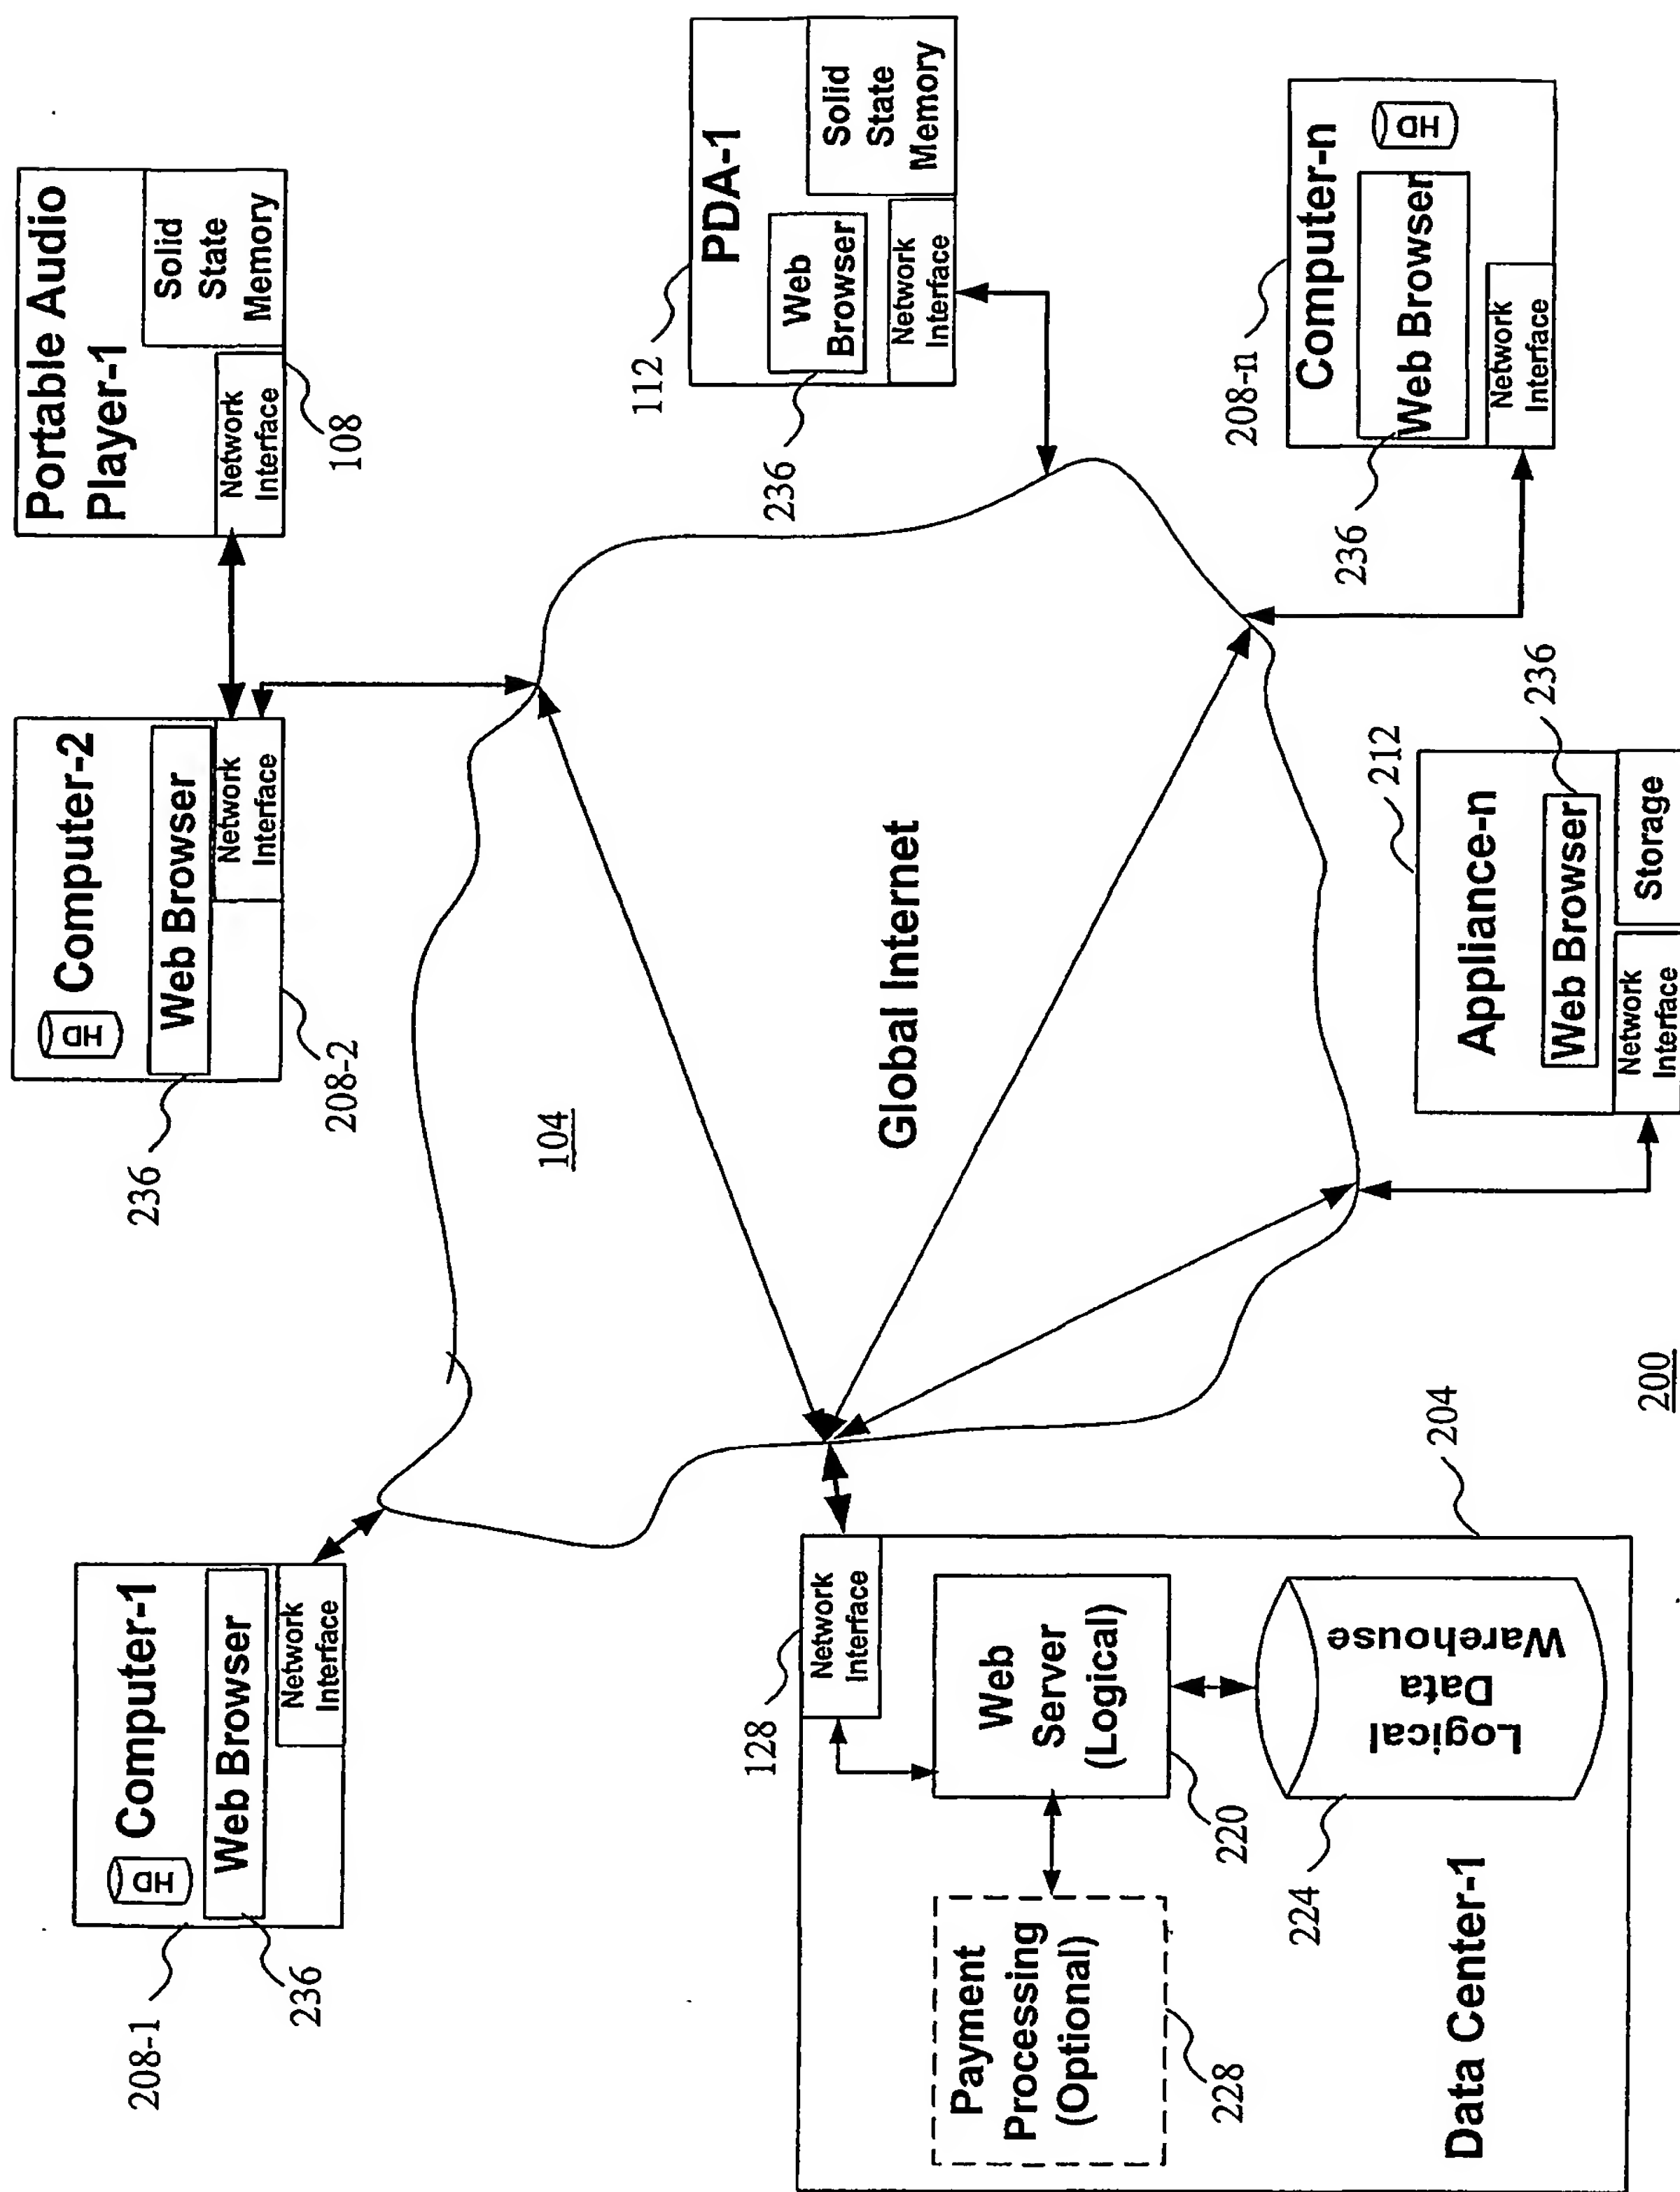 Portable Audio
Player-1
Solid
State
Memory
Network
Interface
108
Computer-2
HD
Web Browser
Network
Interface
236
208-2
Computer-1
HD
Web Browser
Network
Interface
208-1
236
PDA-1
Web
Browser
Solid
State
Memory
Network
Interface
112
236
104
Global Internet
Computer-n
HD
Web Browser
Network
Interface
208-n
236
Appliance-n
Web Browser
Network
Interface
Storage
212
236
Network
Interface
128
Web
Server
(Logical)
220
Payment
Processing
(Optional)
228
Logical
Data
Warehouse
224
Data Center-1
204
200